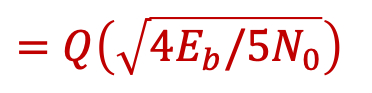 = Q(√4E_b/5N_0)